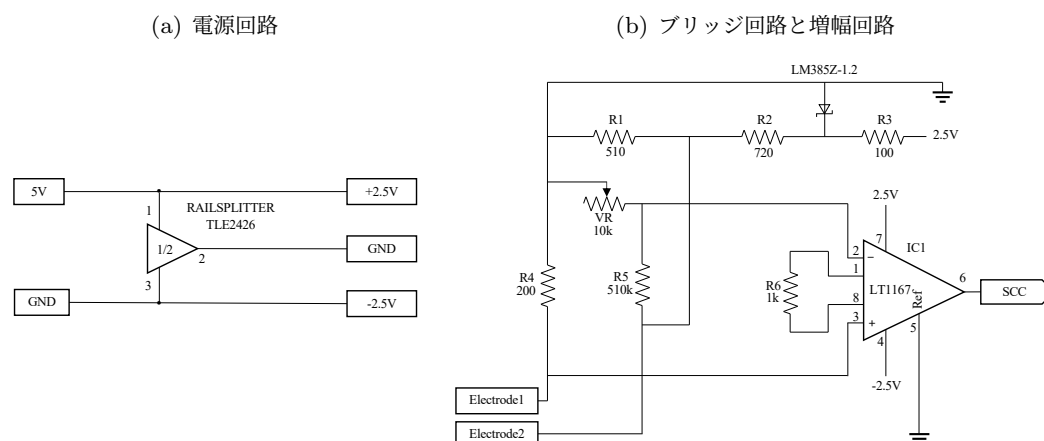 (a) 電源回路
5V
+2.5V
1
RAILSPLITTER
TLE2426
1/2
2
GND
3
GND
-2.5V
(b) ブリッジ回路と増幅回路
LM385Z-1.2
R1
510
R2
720
R3
100
2.5V
VR
10k
2.5V
7
IC1
2
−
1
R4
200
R5
510k
R6
1k
LT1167
6
SCC
8
Ref
3
+
5
4
-2.5V
Electrode1
Electrode2